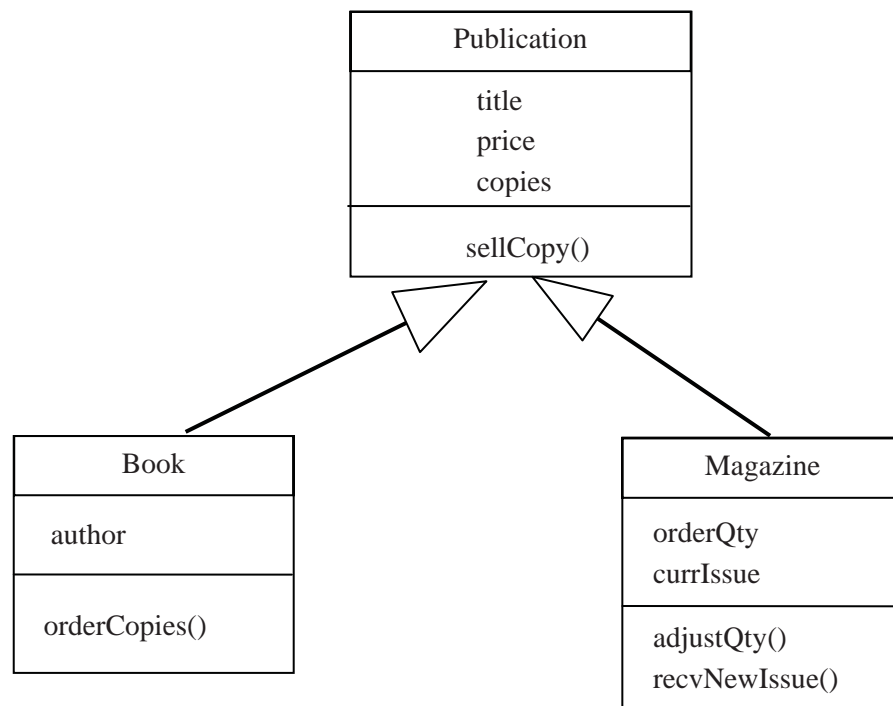 Publication
title
price
copies
sellCopy()
Book
author
orderCopies()
Magazine
orderQty
currIssue
adjustQty()
recvNewIssue()